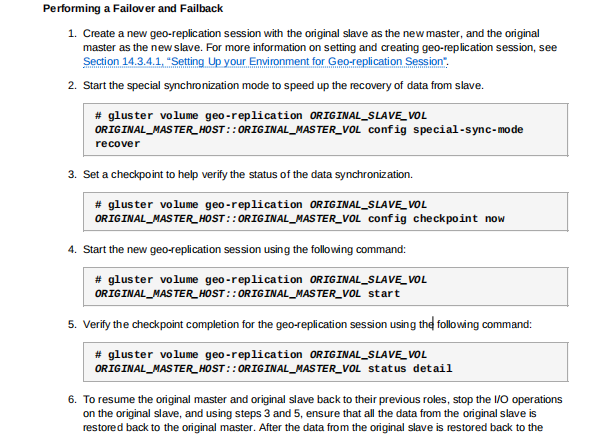 Performing a Failover and Failback
1. Create a new geo-replication session with the original slave as the new master, and the original
master as the new slave. For more information on setting and creating geo-replication session, see
Section 14.3.4.1, “Setting Up your Environment for Geo-replication Session”.
2. Start the special synchronization mode to speed up the recovery of data from slave.
# gluster volume geo-replication ORIGINAL_SLAVE_VOL
ORIGINAL_MASTER_HOST::ORIGINAL_MASTER_VOL config special-sync-mode
recover
3. Set a checkpoint to help verify the status of the data synchronization.
# gluster volume geo-replication ORIGINAL_SLAVE_VOL
ORIGINAL_MASTER_HOST::ORIGINAL_MASTER_VOL config checkpoint now
4. Start the new geo-replication session using the following command:
# gluster volume geo-replication ORIGINAL_SLAVE_VOL
ORIGINAL_MASTER_HOST::ORIGINAL_MASTER_VOL start
5. Verify the checkpoint completion for the geo-replication session using the following command:
# gluster volume geo-replication ORIGINAL_SLAVE_VOL
ORIGINAL_MASTER_HOST::ORIGINAL_MASTER_VOL status detail
6. To resume the original master and original slave back to their previous roles, stop the I/O operations
on the original slave, and using steps 3 and 5, ensure that all the data from the original slave is
restored back to the original master. After the data from the original slave is restored back to the